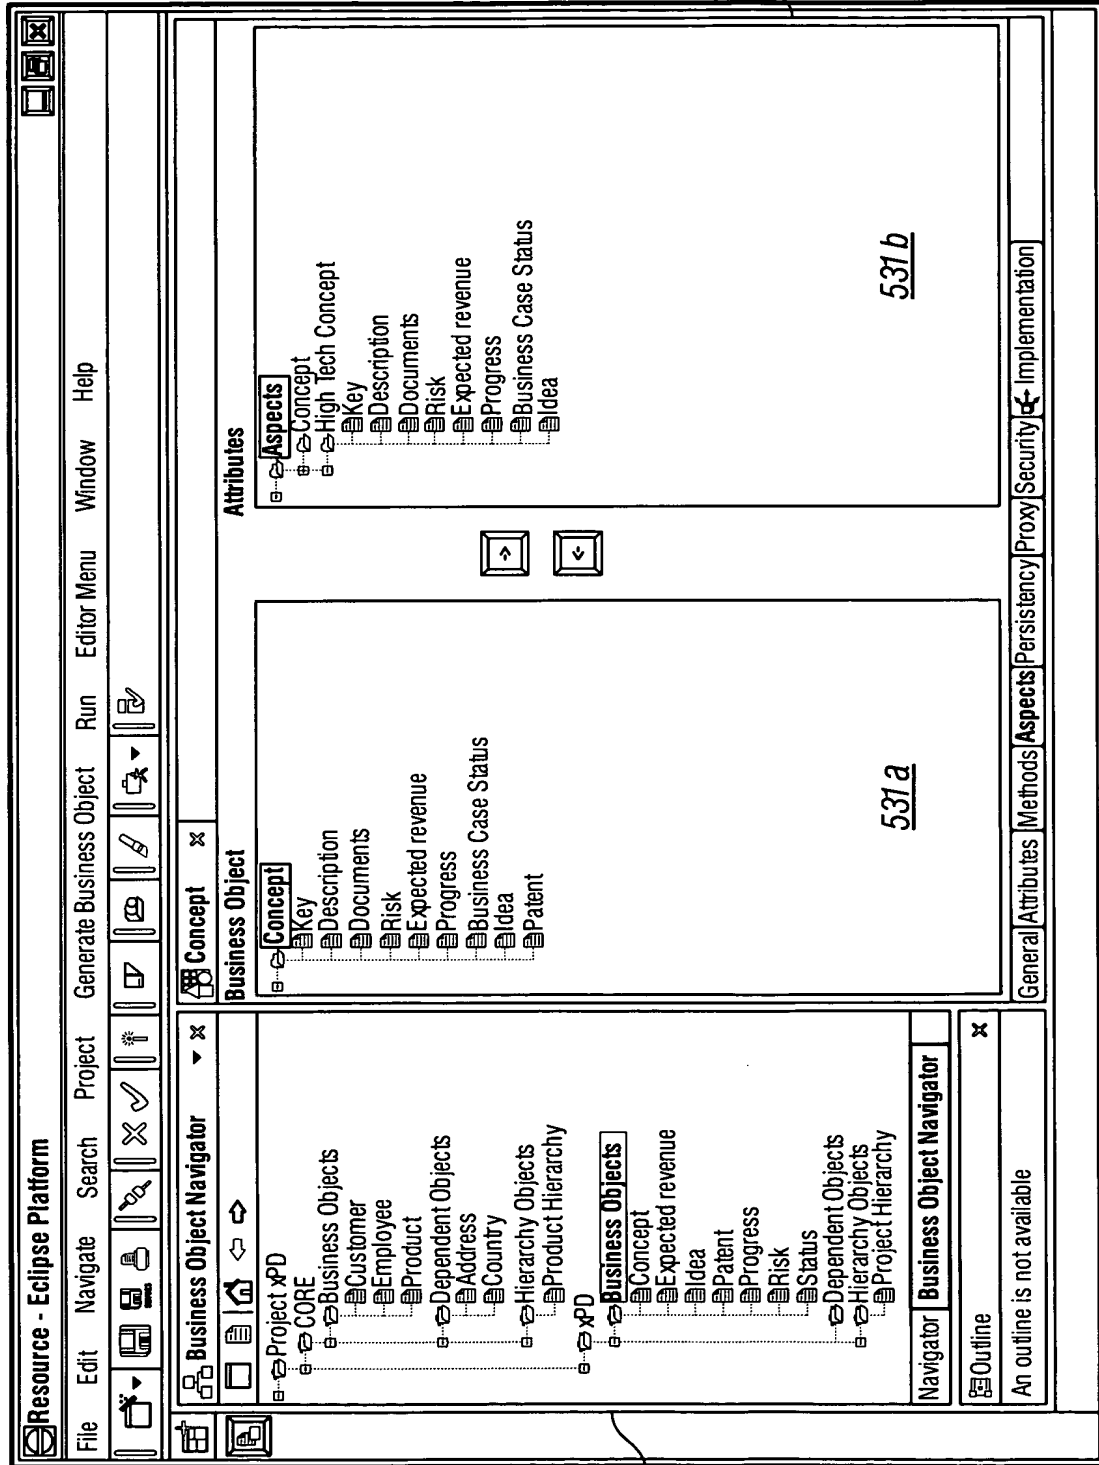 Resource - Eclipse Platform
File Edit Navigate Search Project Generate Business Object Run Editor Menu Window Help
Business Object Navigator
Project xPD
CORE
Business Objects
Customer
Employee
Product
Dependent Objects
Address
Country
Hierarchy Objects
Product Hierarchy
xPD
Business Objects
Concept
Expected revenue
Idea
Patent
Progress
Risk
Status
Dependent Objects
Hierarchy Objects
Project Hierarchy
Navigator Business Object Navigator
Outline
An outline is not available
Concept
Business Object
Concept
Key
Description
Documents
Risk
Expected revenue
Progress
Business Case Status
Idea
Patent
531a
Attributes
Aspects
Concept
High Tech Concept
Key
Description
Documents
Risk
Expected revenue
Progress
Business Case Status
Idea
531b
General Attributes Methods Aspects Persistency Proxy Security Implementation